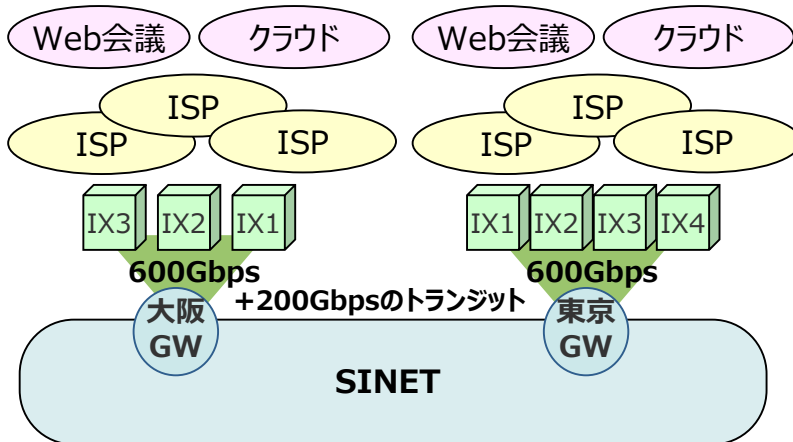 Web会議
クラウド
Web会議
クラウド
ISP
ISP
ISP
ISP
ISP
ISP
IX3
IX2
IX1
IX1
IX2
IX3
IX4
600Gbps
600Gbps
+200Gbpsのトランジット
大阪
GW
東京
GW
SINET